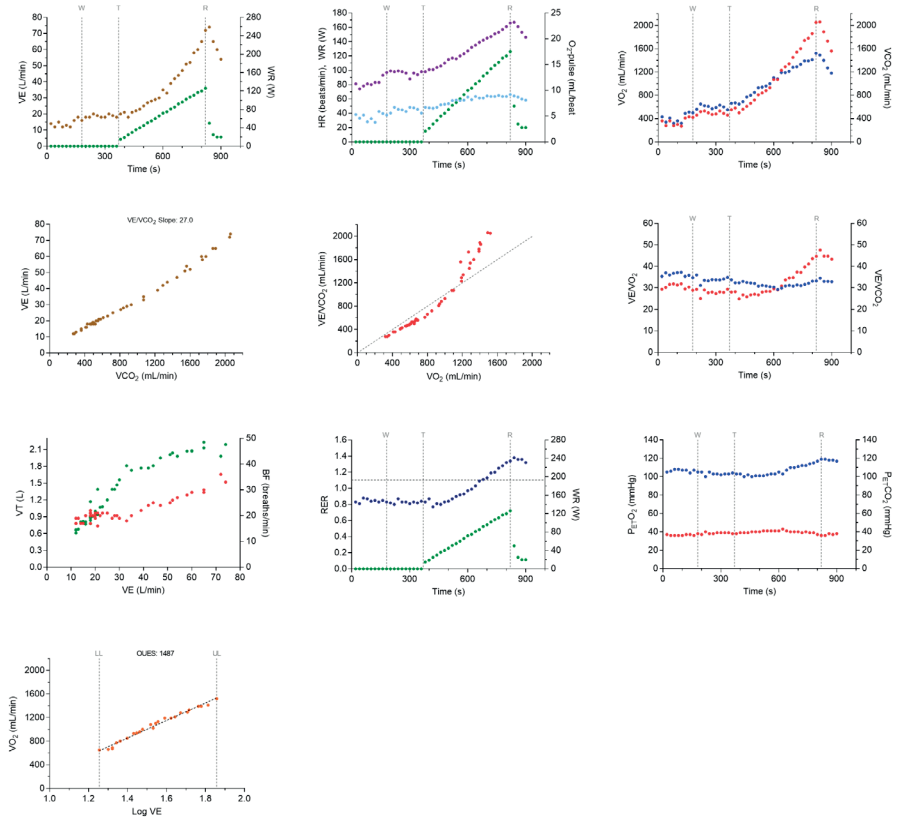 W T R
80 70 60 50 40 30 20 10 0
VE (L/min)
280 240 200 160 120 80 40 0
WR (W)
0 300 600 900
Time (s)
W T R
180 160 140 120 100 80 60 40 20 0
HR (beats/min), WR (W)
25 20 15 10 5 0
O2-pulse (mL/beat
0 300 600 900
Time (s)
W T R
2000 1600 1200 800 400 0
VO2 (mL/min)
2000 1600 1200 800 400 0
VCO2 (mL/min)
0 300 600 900
Time (s)
VE/VCO2 Slope: 27.0
80 70 60 50 40 30 20 10 0
VE (L/min)
0 400 800 1200 1600 2000
VCO2 (mL/min)
2400 2000 1600 1200 800 400 0
VE/VCO2 (mL/min)
0 400 800 1200 1600 2000
VO2 (mL/min)
W T R
60 50 40 30 20 10 0
VE/VO2
60 50 40 30 20 10 0
VE/VCO2
0 300 600 900
Time (s)
2.1 1.8 1.5 1.2 0.9 0.6 0.3 0.0
VT (L)
50 40 30 20 10 0
BF (breaths/min)
0 10 20 30 40 50 60 70
VE (L/min)
W T R
1.6 1.4 1.2 1.0 0.8 0.6 0.4 0.2 0.0
RER
280 240 200 160 120 80 40 0
WR (W)
0 300 600 900
Time (s)
W T R
140 120 100 80 60 40 20 0
PETO2 (mmHg)
140 120 100 80 60 40 20 0
PETCO2 (mmHg)
0 300 600 900
Time (s)
LL OUES: 1487 UL
2000 1600 1200 800 400 0
VO2 (mL/min)
1.0 1.2 1.4 1.6 1.8 2.0
Log VE